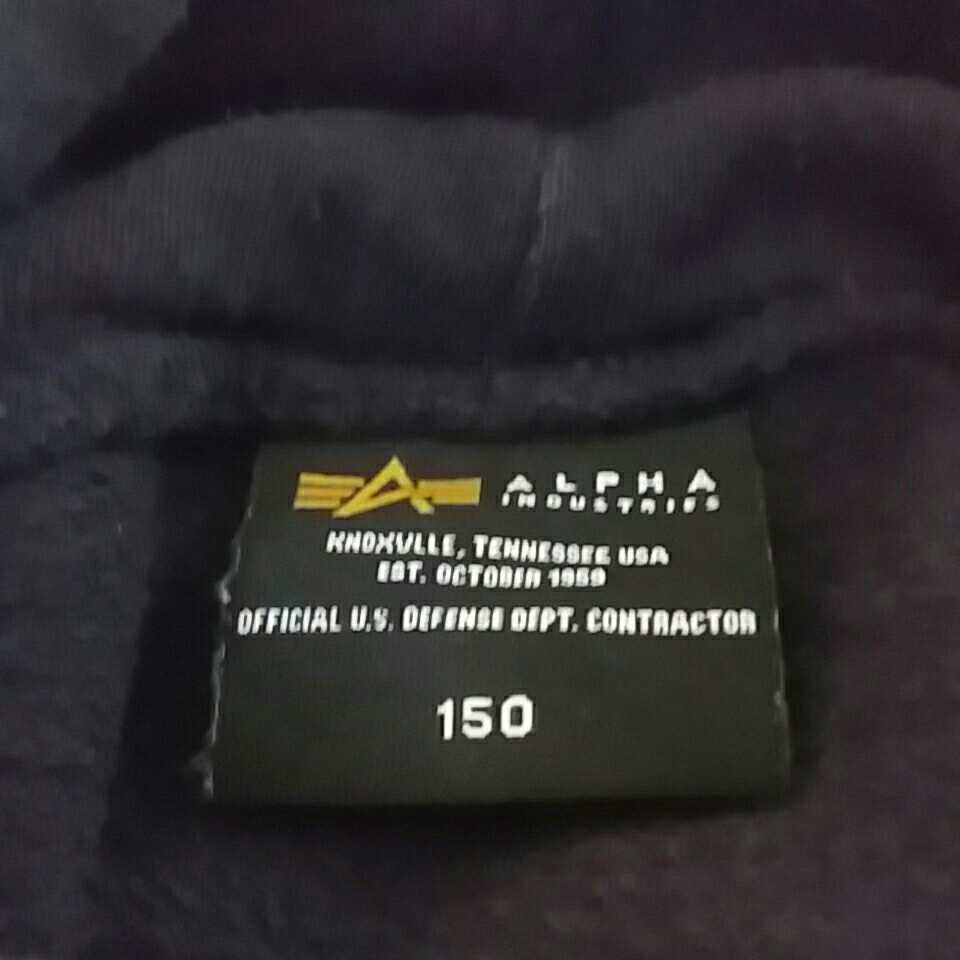 ALPHA
INDUSTRIES
KNOXVILLE, TENNESSEE USA
EST. OCTOBER 1959
OFFICIAL U.S. DEFENSE DEPT. CONTRACTOR
150